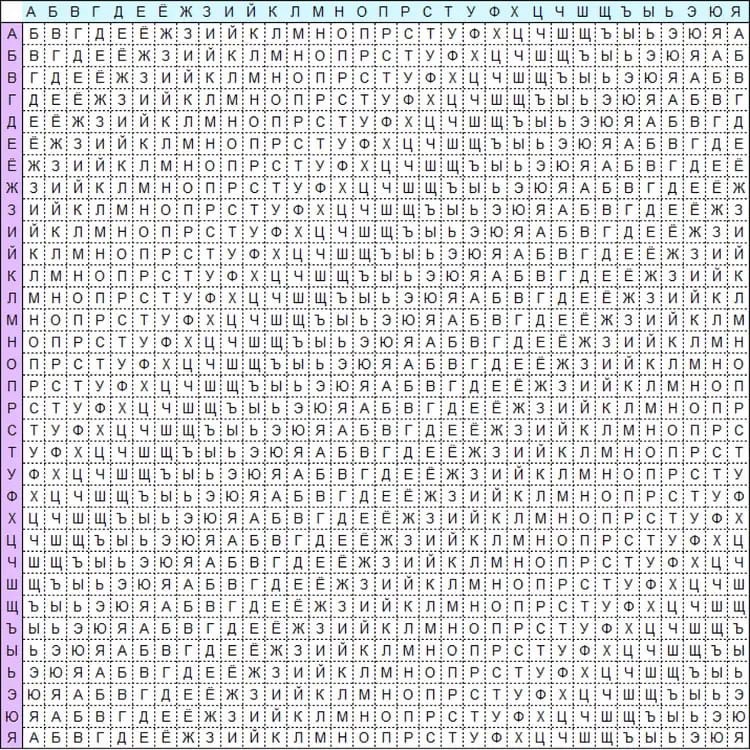 А Б В Г Д Е Ё Ж З И Й К Л М Н О П Р С Т У Ф Х Ц Ч Ш Щ Ъ Ы Ь Э Ю Я
А Б В Г Д Е Ё Ж З И Й К Л М Н О П Р С Т У Ф Х Ц Ч Ш Щ Ъ Ы Ь Э Ю Я А
Б В Г Д Е Ё Ж З И Й К Л М Н О П Р С Т У Ф Х Ц Ч Ш Щ Ъ Ы Ь Э Ю Я А Б
В Г Д Е Ё Ж З И Й К Л М Н О П Р С Т У Ф Х Ц Ч Ш Щ Ъ Ы Ь Э Ю Я А Б В
Г Д Е Ё Ж З И Й К Л М Н О П Р С Т У Ф Х Ц Ч Ш Щ Ъ Ы Ь Э Ю Я А Б В Г
Д Е Ё Ж З И Й К Л М Н О П Р С Т У Ф Х Ц Ч Ш Щ Ъ Ы Ь Э Ю Я А Б В Г Д
Е Ё Ж З И Й К Л М Н О П Р С Т У Ф Х Ц Ч Ш Щ Ъ Ы Ь Э Ю Я А Б В Г Д Е
Ё Ж З И Й К Л М Н О П Р С Т У Ф Х Ц Ч Ш Щ Ъ Ы Ь Э Ю Я А Б В Г Д Е Ё
Ж З И Й К Л М Н О П Р С Т У Ф Х Ц Ч Ш Щ Ъ Ы Ь Э Ю Я А Б В Г Д Е Ё Ж
З И Й К Л М Н О П Р С Т У Ф Х Ц Ч Ш Щ Ъ Ы Ь Э Ю Я А Б В Г Д Е Ё Ж З
И Й К Л М Н О П Р С Т У Ф Х Ц Ч Ш Щ Ъ Ы Ь Э Ю Я А Б В Г Д Е Ё Ж З И
Й К Л М Н О П Р С Т У Ф Х Ц Ч Ш Щ Ъ Ы Ь Э Ю Я А Б В Г Д Е Ё Ж З И Й
К Л М Н О П Р С Т У Ф Х Ц Ч Ш Щ Ъ Ы Ь Э Ю Я А Б В Г Д Е Ё Ж З И Й К
Л М Н О П Р С Т У Ф Х Ц Ч Ш Щ Ъ Ы Ь Э Ю Я А Б В Г Д Е Ё Ж З И Й К Л
М Н О П Р С Т У Ф Х Ц Ч Ш Щ Ъ Ы Ь Э Ю Я А Б В Г Д Е Ё Ж З И Й К Л М
Н О П Р С Т У Ф Х Ц Ч Ш Щ Ъ Ы Ь Э Ю Я А Б В Г Д Е Ё Ж З И Й К Л М Н
О П Р С Т У Ф Х Ц Ч Ш Щ Ъ Ы Ь Э Ю Я А Б В Г Д Е Ё Ж З И Й К Л М Н О
П Р С Т У Ф Х Ц Ч Ш Щ Ъ Ы Ь Э Ю Я А Б В Г Д Е Ё Ж З И Й К Л М Н О П
Р С Т У Ф Х Ц Ч Ш Щ Ъ Ы Ь Э Ю Я А Б В Г Д Е Ё Ж З И Й К Л М Н О П Р
С Т У Ф Х Ц Ч Ш Щ Ъ Ы Ь Э Ю Я А Б В Г Д Е Ё Ж З И Й К Л М Н О П Р С
Т У Ф Х Ц Ч Ш Щ Ъ Ы Ь Э Ю Я А Б В Г Д Е Ё Ж З И Й К Л М Н О П Р С Т
У Ф Х Ц Ч Ш Щ Ъ Ы Ь Э Ю Я А Б В Г Д Е Ё Ж З И Й К Л М Н О П Р С Т У
Ф Х Ц Ч Ш Щ Ъ Ы Ь Э Ю Я А Б В Г Д Е Ё Ж З И Й К Л М Н О П Р С Т У Ф
Х Ц Ч Ш Щ Ъ Ы Ь Э Ю Я А Б В Г Д Е Ё Ж З И Й К Л М Н О П Р С Т У Ф Х
Ц Ч Ш Щ Ъ Ы Ь Э Ю Я А Б В Г Д Е Ё Ж З И Й К Л М Н О П Р С Т У Ф Х Ц
Ч Ш Щ Ъ Ы Ь Э Ю Я А Б В Г Д Е Ё Ж З И Й К Л М Н О П Р С Т У Ф Х Ц Ч
Ш Щ Ъ Ы Ь Э Ю Я А Б В Г Д Е Ё Ж З И Й К Л М Н О П Р С Т У Ф Х Ц Ч Ш
Щ Ъ Ы Ь Э Ю Я А Б В Г Д Е Ё Ж З И Й К Л М Н О П Р С Т У Ф Х Ц Ч Ш Щ
Ъ Ы Ь Э Ю Я А Б В Г Д Е Ё Ж З И Й К Л М Н О П Р С Т У Ф Х Ц Ч Ш Щ Ъ
Ы Ь Э Ю Я А Б В Г Д Е Ё Ж З И Й К Л М Н О П Р С Т У Ф Х Ц Ч Ш Щ Ъ Ы
Ь Э Ю Я А Б В Г Д Е Ё Ж З И Й К Л М Н О П Р С Т У Ф Х Ц Ч Ш Щ Ъ Ы Ь
Э Ю Я А Б В Г Д Е Ё Ж З И Й К Л М Н О П Р С Т У Ф Х Ц Ч Ш Щ Ъ Ы Ь Э
Ю Я А Б В Г Д Е Ё Ж З И Й К Л М Н О П Р С Т У Ф Х Ц Ч Ш Щ Ъ Ы Ь Э Ю
Я А Б В Г Д Е Ё Ж З И Й К Л М Н О П Р С Т У Ф Х Ц Ч Ш Щ Ъ Ы Ь Э Ю Я